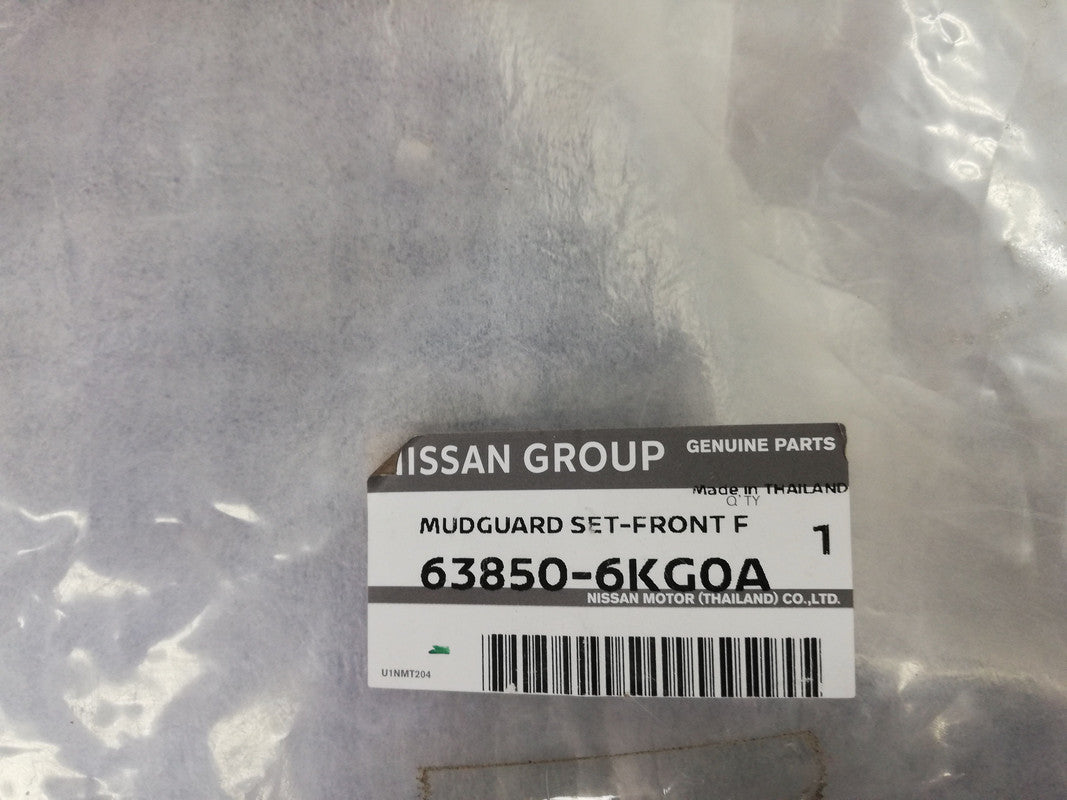 NISSAN GROUP GENUINE PARTS
Made in THAILAND
Q'TY
MUDGUARD SET-FRONT F 1
63850-6KG0A
NISSAN MOTOR (THAILAND) CO.,LTD.
U1NMT204